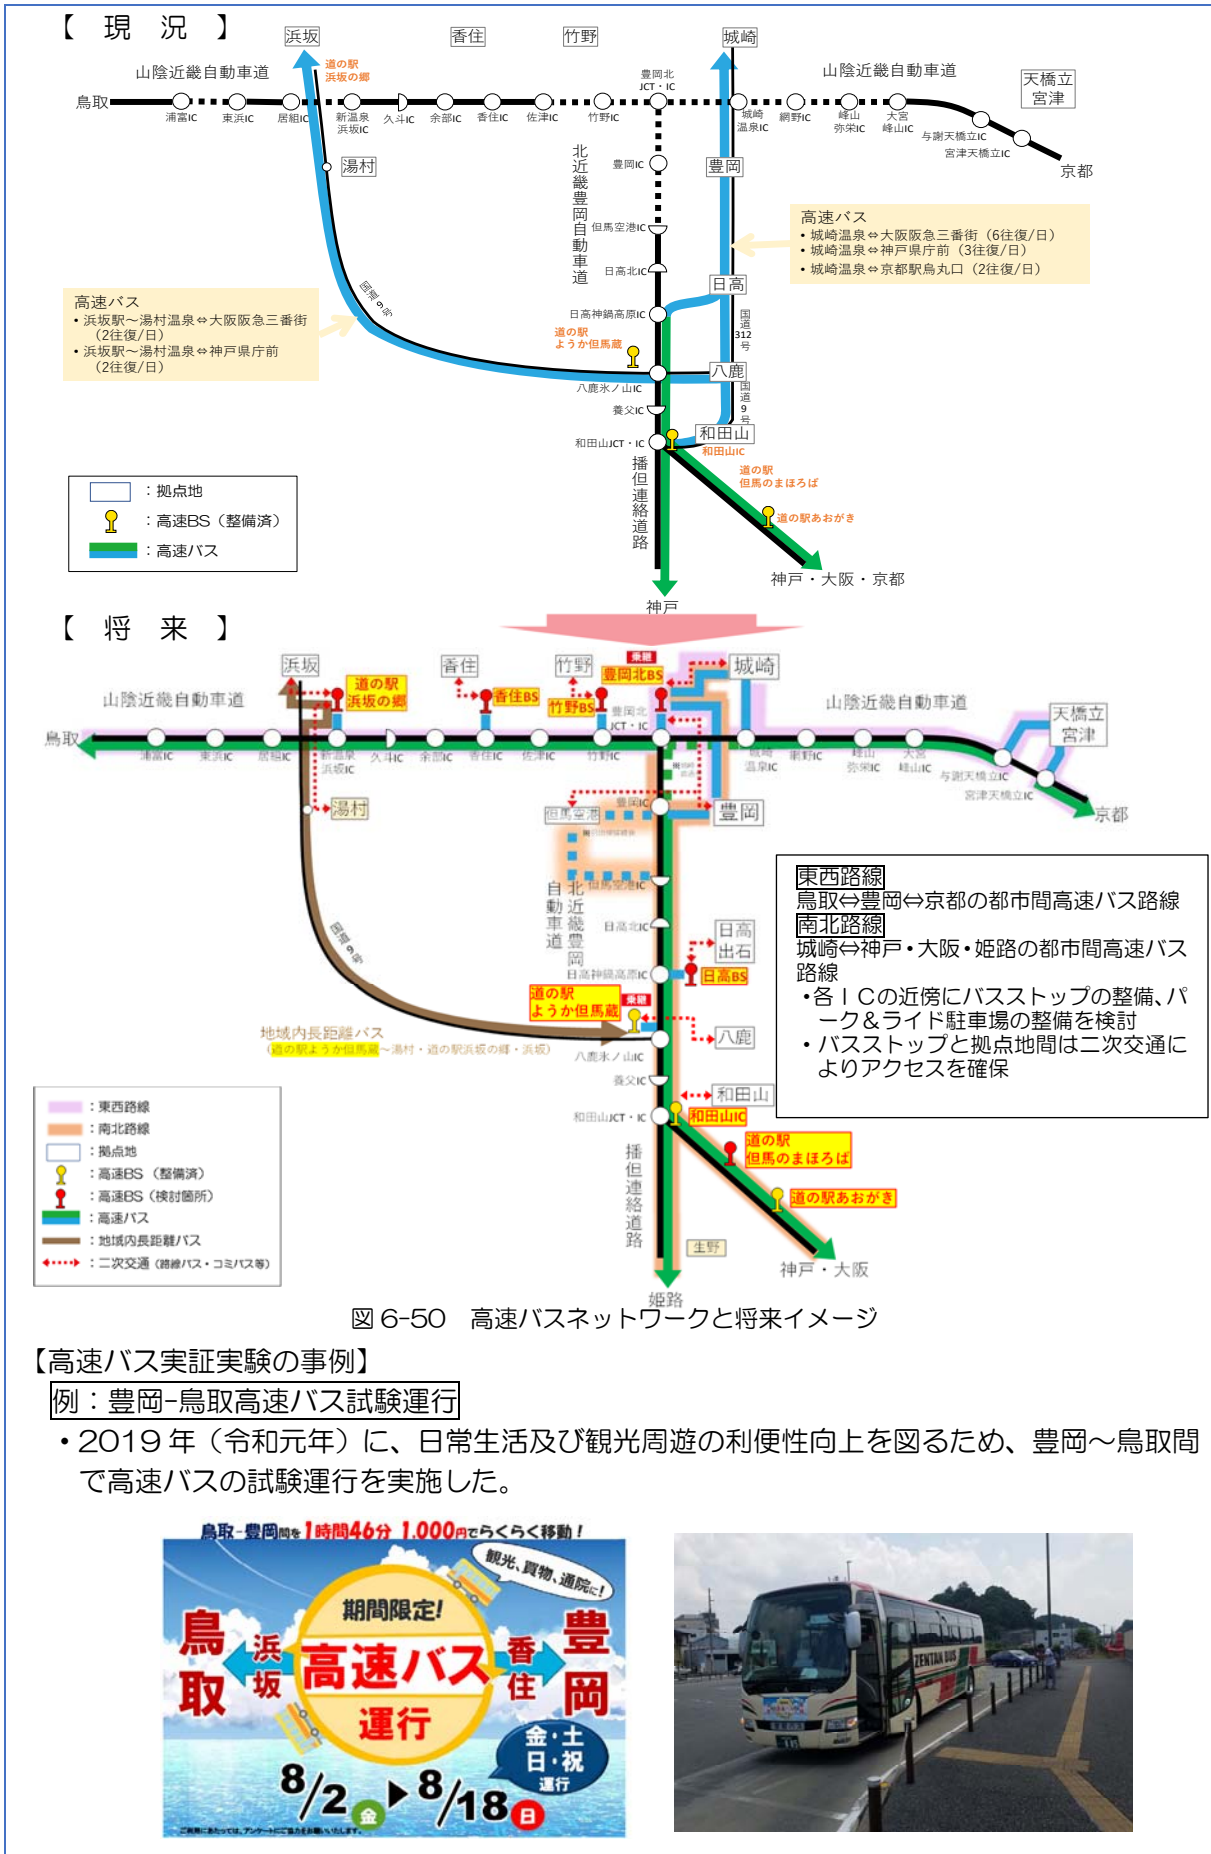 【 現 況 】
浜坂
香住
竹野
城崎
山陰近畿自動車道
道の駅
浜坂の郷
豊岡北
JCT・IC
山陰近畿自動車道
天橋立
宮津
鳥取
浦富IC
東浜IC
居組IC
新温泉
浜坂IC
久斗IC
余部IC
香住IC
佐津IC
竹野IC
城崎
温泉IC
網野IC
峰山
弥栄IC
大宮
峰山IC
与謝天橋立IC
宮津天橋立IC
京都
湯村
北近畿豊岡自動車道
豊岡IC
豊岡
但馬空港IC
高速バス
・城崎温泉⇔大阪阪急三番街(6往復/日)
・城崎温泉⇔神戸県庁前(3往復/日)
・城崎温泉⇔京都駅烏丸口(2往復/日)
日高北IC
日高
国道9号
高速バス
・浜坂駅～湯村温泉⇔大阪阪急三番街
(2往復/日)
・浜坂駅～湯村温泉⇔神戸県庁前
(2往復/日)
日高神鍋高原IC
国道312号
道の駅
ようか但馬蔵
八鹿
八鹿氷ノ山IC
国道9号
養父IC
和田山JCT・IC
和田山
和田山IC
播但連絡道路
道の駅
但馬のまほろば
道の駅あおがき
：拠点地
：高速BS(整備済)
：高速バス
神戸・大阪・京都
神戸
【 将 来 】
浜坂
香住
竹野
乗継
豊岡北BS
城崎
山陰近畿自動車道
道の駅
浜坂の郷
香住BS
竹野BS
豊岡北
JCT・IC
山陰近畿自動車道
天橋立
宮津
鳥取
浦富IC
東浜IC
居組IC
新温泉
浜坂IC
久斗IC
余部IC
香住IC
佐津IC
竹野IC
城崎
温泉IC
網野IC
峰山
弥栄IC
大宮
峰山IC
与謝天橋立IC
宮津天橋立IC
京都
湯村
但馬空港
豊岡IC
豊岡
但馬空港IC
北近畿豊岡
自動車道
国道9号
日高北IC
日高
出石
日高神鍋高原IC
日高BS
道の駅
ようか但馬蔵
乗継
地域内長距離バス
(道の駅ようか但馬蔵～湯村・道の駅浜坂の郷・浜坂)
八鹿
八鹿氷ノ山IC
養父IC
和田山
和田山JCT・IC
和田山IC
播但連絡道路
道の駅
但馬のまほろば
道の駅あおがき
生野
神戸・大阪
姫路
東西路線
鳥取⇔豊岡⇔京都の都市間高速バス路線
南北路線
城崎⇔神戸・大阪・姫路の都市間高速バス
路線
・各ＩＣの近傍にバスストップの整備、パ
ーク＆ライド駐車場の整備を検討
・バスストップと拠点地間は二次交通に
よりアクセスを確保
：東西路線
：南北路線
：拠点地
：高速BS(整備済)
：高速BS(検討箇所)
：高速バス
：地域内長距離バス
：二次交通(路線バス・コミバス等)
図 6-50 高速バスネットワークと将来イメージ
【高速バス実証実験の事例】
例：豊岡-鳥取高速バス試験運行
・2019 年（令和元年）に、日常生活及び観光周遊の利便性向上を図るため、豊岡～鳥取間
で高速バスの試験運行を実施した。
鳥取-豊岡間を1時間46分 1,000円でらくらく移動！
観光、買物、通院に！
期間限定！
鳥取
浜坂
高速バス
香住
豊岡
運行
金・土
日・祝
運行
8/2 金 ▶ 8/18 日
ご利用にあたっては、アンケートにご協力をお願いいたします。
ZENTAN BUS